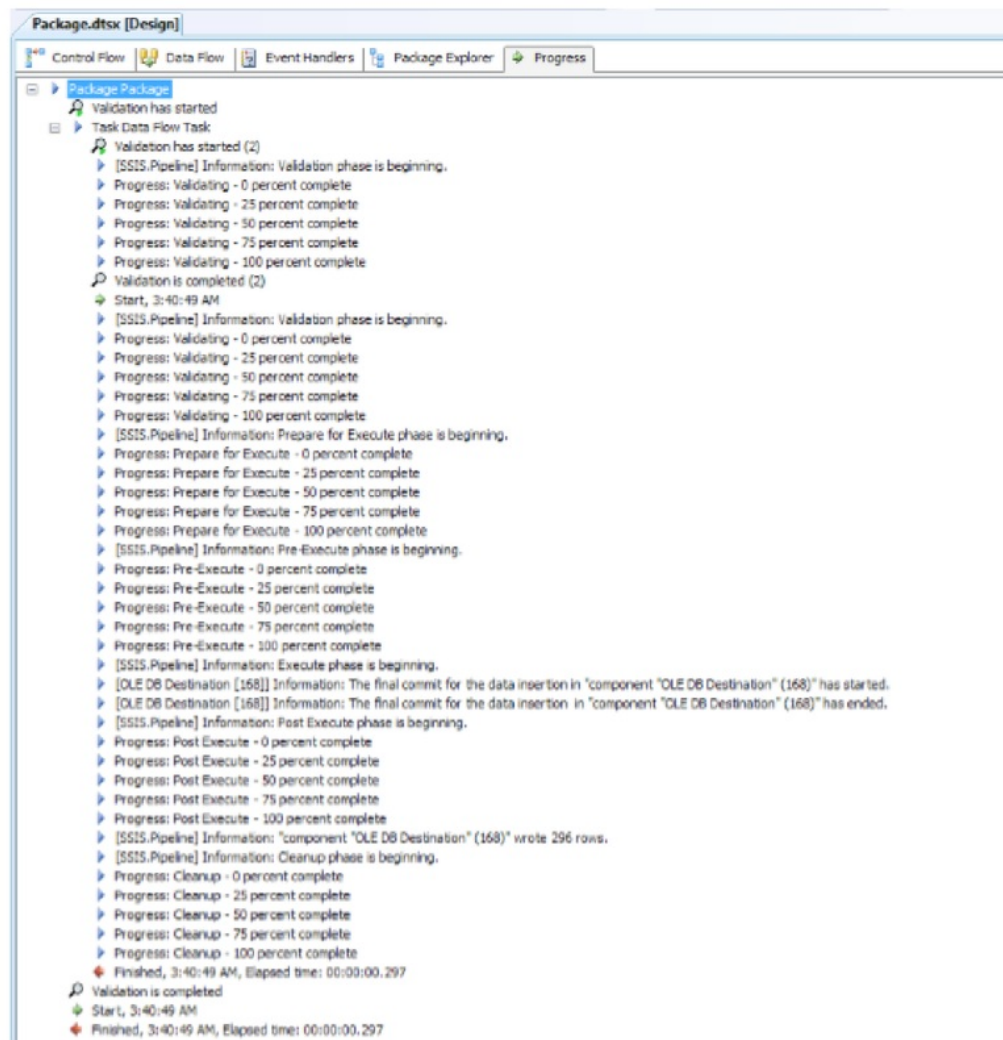 Package.dtsx [Design]
Control Flow Data Flow Event Handlers Package Explorer Progress
Package Package
Validation has started
Task Data Flow Task
Validation has started (2)
[SSIS.Pipeline] Information: Validation phase is beginning.
Progress: Validating - 0 percent complete
Progress: Validating - 25 percent complete
Progress: Validating - 50 percent complete
Progress: Validating - 75 percent complete
Progress: Validating - 100 percent complete
Validation is completed (2)
Start, 3:40:49 AM
[SSIS.Pipeline] Information: Validation phase is beginning.
Progress: Validating - 0 percent complete
Progress: Validating - 25 percent complete
Progress: Validating - 50 percent complete
Progress: Validating - 75 percent complete
Progress: Validating - 100 percent complete
[SSIS.Pipeline] Information: Prepare for Execute phase is beginning.
Progress: Prepare for Execute - 0 percent complete
Progress: Prepare for Execute - 25 percent complete
Progress: Prepare for Execute - 50 percent complete
Progress: Prepare for Execute - 75 percent complete
Progress: Prepare for Execute - 100 percent complete
[SSIS.Pipeline] Information: Pre-Execute phase is beginning.
Progress: Pre-Execute - 0 percent complete
Progress: Pre-Execute - 25 percent complete
Progress: Pre-Execute - 50 percent complete
Progress: Pre-Execute - 75 percent complete
Progress: Pre-Execute - 100 percent complete
[SSIS.Pipeline] Information: Execute phase is beginning.
[OLE DB Destination [168]] Information: The final commit for the data insertion in "component "OLE DB Destination" (168)" has started.
[OLE DB Destination [168]] Information: The final commit for the data insertion in "component "OLE DB Destination" (168)" has ended.
[SSIS.Pipeline] Information: Post Execute phase is beginning.
Progress: Post Execute - 0 percent complete
Progress: Post Execute - 25 percent complete
Progress: Post Execute - 50 percent complete
Progress: Post Execute - 75 percent complete
Progress: Post Execute - 100 percent complete
[SSIS.Pipeline] Information: "component "OLE DB Destination" (168)" wrote 296 rows.
[SSIS.Pipeline] Information: Cleanup phase is beginning.
Progress: Cleanup - 0 percent complete
Progress: Cleanup - 25 percent complete
Progress: Cleanup - 50 percent complete
Progress: Cleanup - 75 percent complete
Progress: Cleanup - 100 percent complete
Finished, 3:40:49 AM, Elapsed time: 00:00:00.297
Validation is completed
Start, 3:40:49 AM
Finished, 3:40:49 AM, Elapsed time: 00:00:00.297